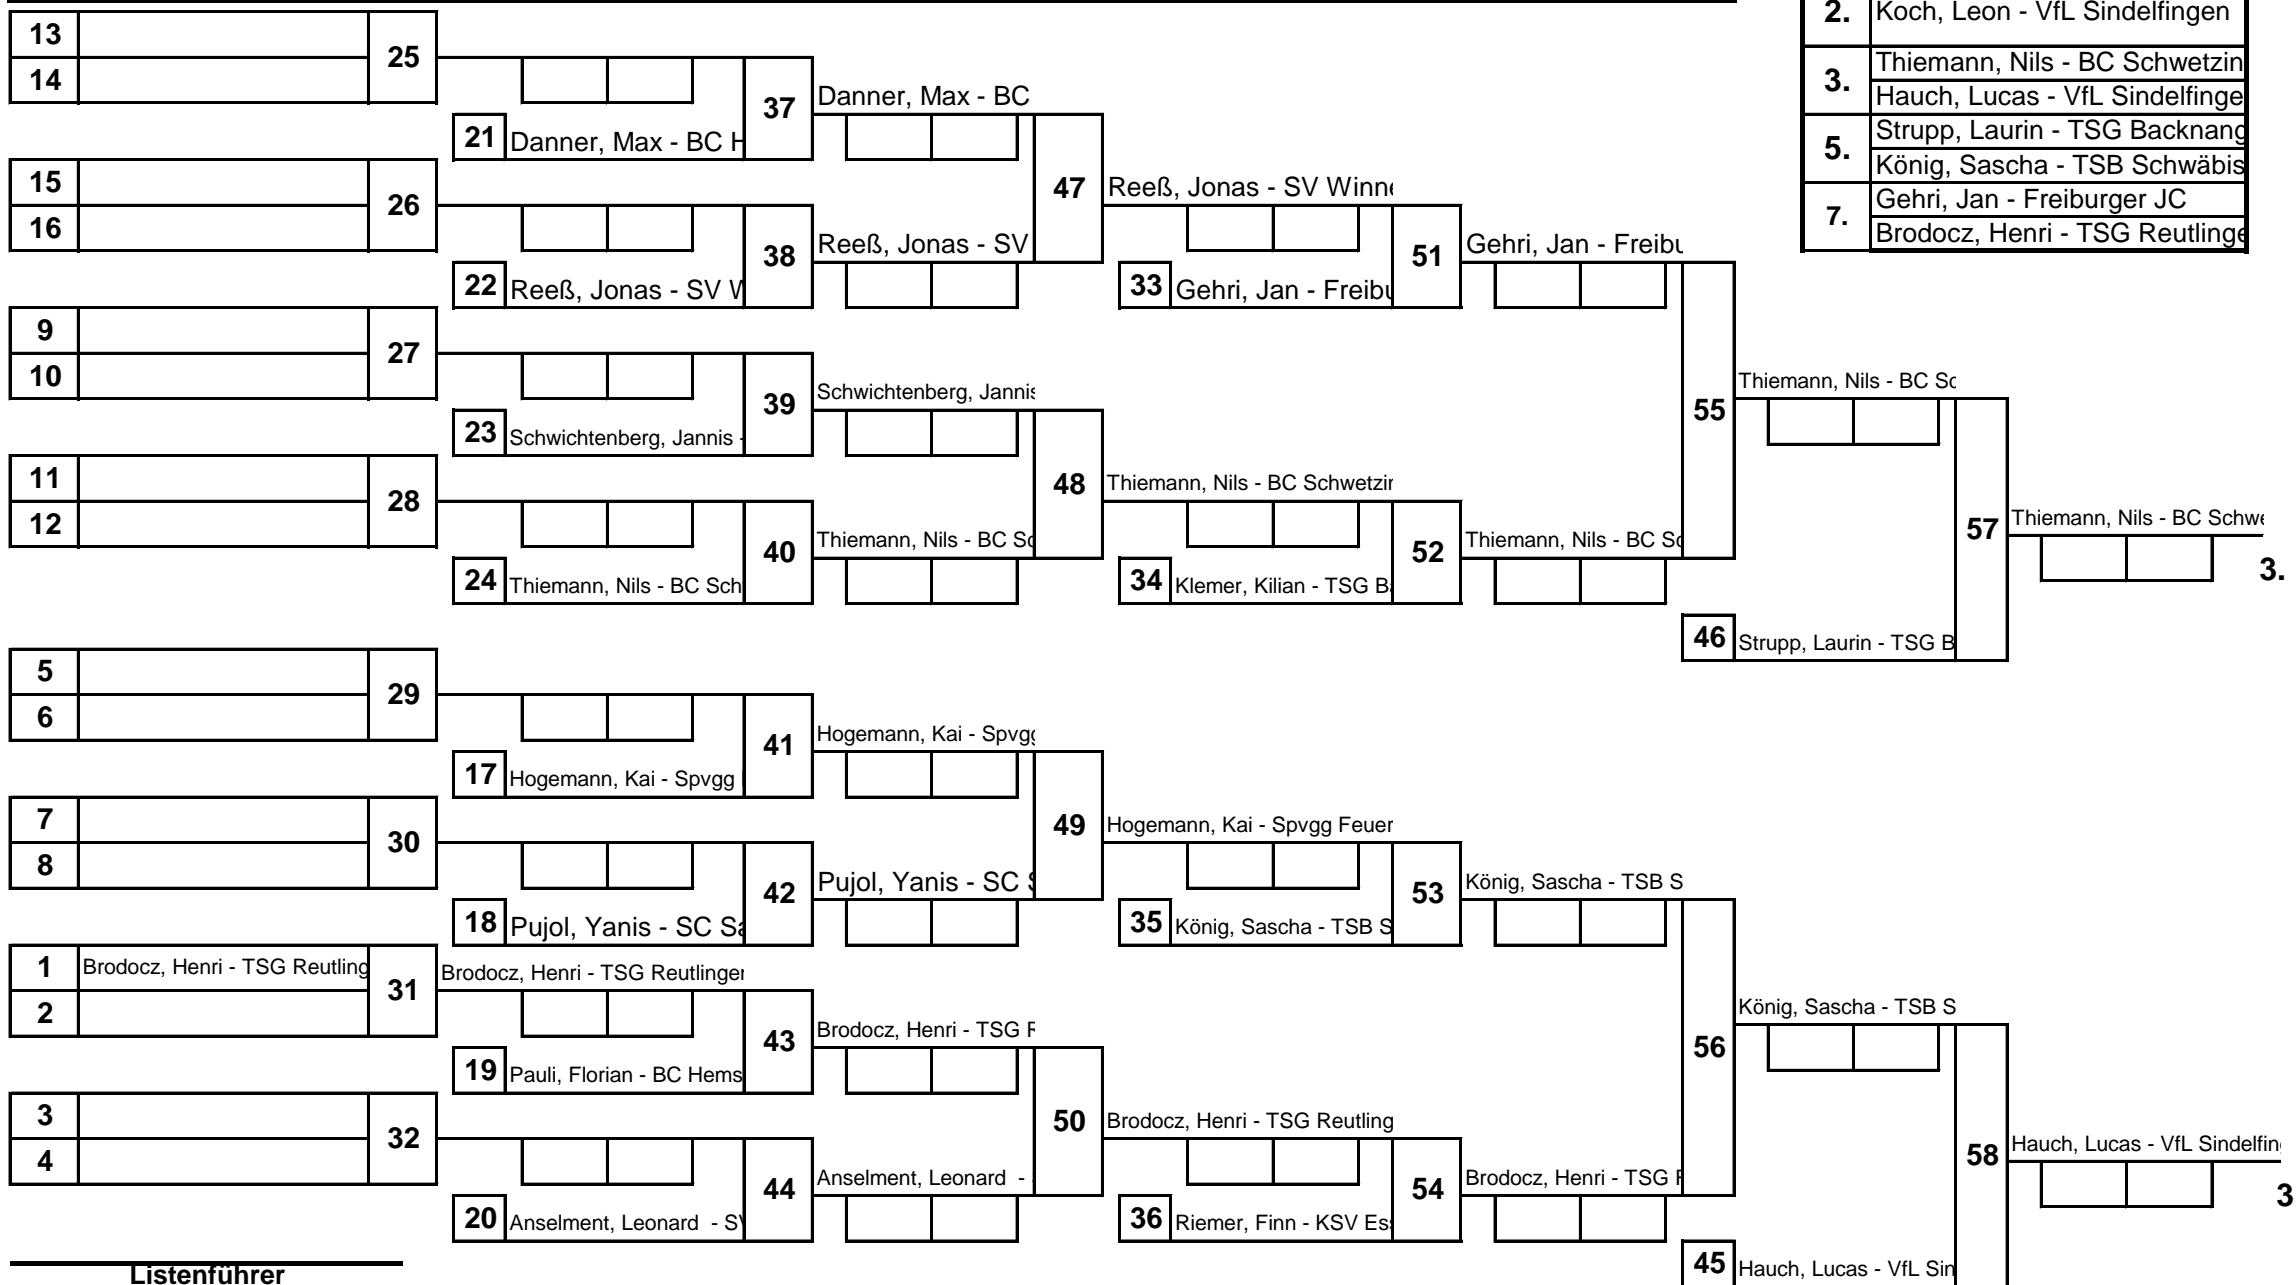 2. Koch, Leon - VfL Sindelfingen
3. Thiemann, Nils - BC Schwetzin
Hauch, Lucas - VfL Sindelfinge
5. Strupp, Laurin - TSG Backnang
König, Sascha - TSB Schwäbis
7. Gehri, Jan - Freiburger JC
Brodocz, Henri - TSG Reutlinge
13
14
25
21 Danner, Max - BC H
37
Danner, Max - BC
15
16
26
22 Reeß, Jonas - SV W
38
Reeß, Jonas - SV
47
Reeß, Jonas - SV Winne
33 Gehri, Jan - Freibu
51
Gehri, Jan - Freibu
9
10
27
23 Schwichtenberg, Jannis -
39
Schwichtenberg, Jannis
11
12
28
24 Thiemann, Nils - BC Sch
40
Thiemann, Nils - BC Sc
48
Thiemann, Nils - BC Schwetzin
34 Klemer, Kilian - TSG Ba
52
Thiemann, Nils - BC Sc
55
Thiemann, Nils - BC Sc
46 Strupp, Laurin - TSG B
57
Thiemann, Nils - BC Schwe
3.
5
6
29
17 Hogemann, Kai - Spvgg
41
Hogemann, Kai - Spvgg
7
8
30
18 Pujol, Yanis - SC Sa
42
Pujol, Yanis - SC S
49
Hogemann, Kai - Spvgg Feuer
35 König, Sascha - TSB S
53
König, Sascha - TSB S
1 Brodocz, Henri - TSG Reutling
2
31
Brodocz, Henri - TSG Reutlingen
19 Pauli, Florian - BC Hems
43
Brodocz, Henri - TSG R
3
4
32
20 Anselment, Leonard - SV
44
Anselment, Leonard -
50
Brodocz, Henri - TSG Reutling
36 Riemer, Finn - KSV Ess
54
Brodocz, Henri - TSG R
56
König, Sascha - TSB S
45 Hauch, Lucas - VfL Sin
58
Hauch, Lucas - VfL Sindelfin
3
Listenführer